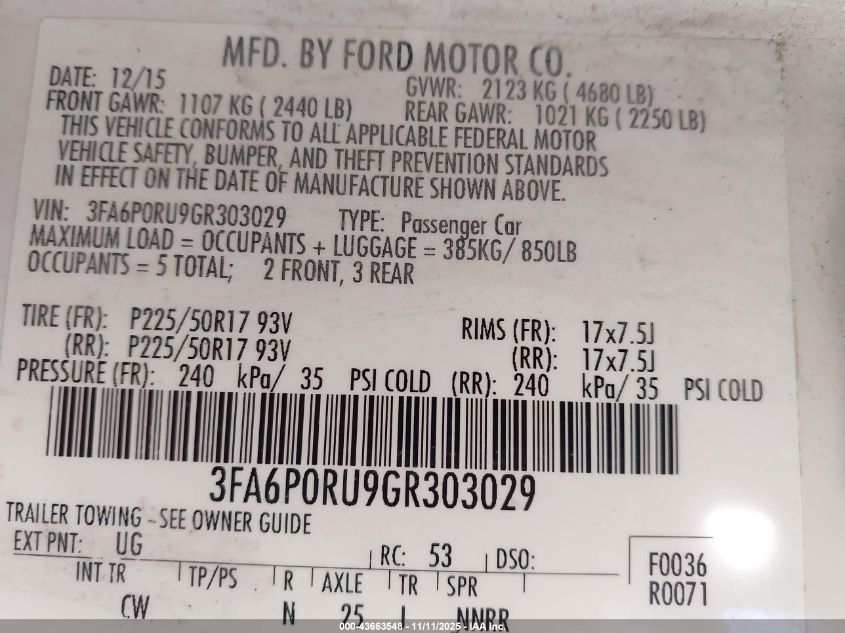 MFD. BY FORD MOTOR CO.
DATE: 12/15 GVWR: 2123 KG ( 4680 LB)
FRONT GAWR: 1107 KG ( 2440 LB) REAR GAWR: 1021 KG ( 2250 LB)
THIS VEHICLE CONFORMS TO ALL APPLICABLE FEDERAL MOTOR
VEHICLE SAFETY, BUMPER, AND THEFT PREVENTION STANDARDS
IN EFFECT ON THE DATE OF MANUFACTURE SHOWN ABOVE.
VIN: 3FA6P0RU9GR303029 TYPE: Passenger Car
MAXIMUM LOAD = OCCUPANTS + LUGGAGE = 385KG/ 850LB
OCCUPANTS = 5 TOTAL; 2 FRONT, 3 REAR
TIRE (FR): P225/50R17 93V RIMS (FR): 17x7.5J
(RR): P225/50R17 93V (RR): 17x7.5J
PRESSURE (FR): 240 kPa/ 35 PSI COLD (RR): 240 kPa/ 35 PSI COLD
3FA6P0RU9GR303029
TRAILER TOWING - SEE OWNER GUIDE
EXT PNT: UG RC: 53 DSO: F0036
INT TR TP/PS R AXLE TR SPR R0071
CW N 25 J NNRR
000-43663548 - 11/11/2025 - IAA Inc.